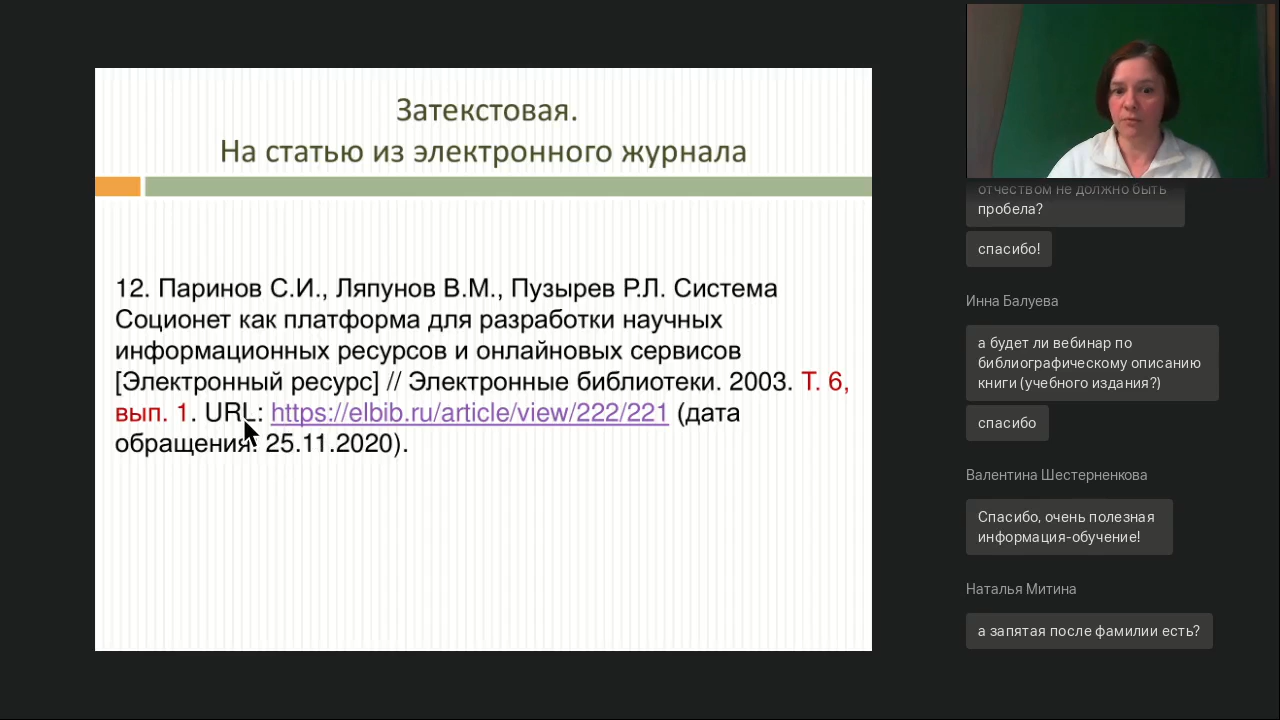 Затекстовая.
На статью из электронного журнала
12. Паринов С.И., Ляпунов В.М., Пузырев Р.Л. Система
Соционет как платформа для разработки научных
информационных ресурсов и онлайновых сервисов
[Электронный ресурс] // Электронные библиотеки. 2003. Т. 6,
вып. 1. URL: https://elbib.ru/article/view/222/221 (дата
обращения: 25.11.2020).
отчеством не должно быть
пробела?
спасибо!
Инна Балуева
а будет ли вебинар по
библиографическому описанию
книги (учебного издания?)
спасибо
Валентина Шестерненкова
Спасибо, очень полезная
информация-обучение!
Наталья Митина
а запятая после фамилии есть?